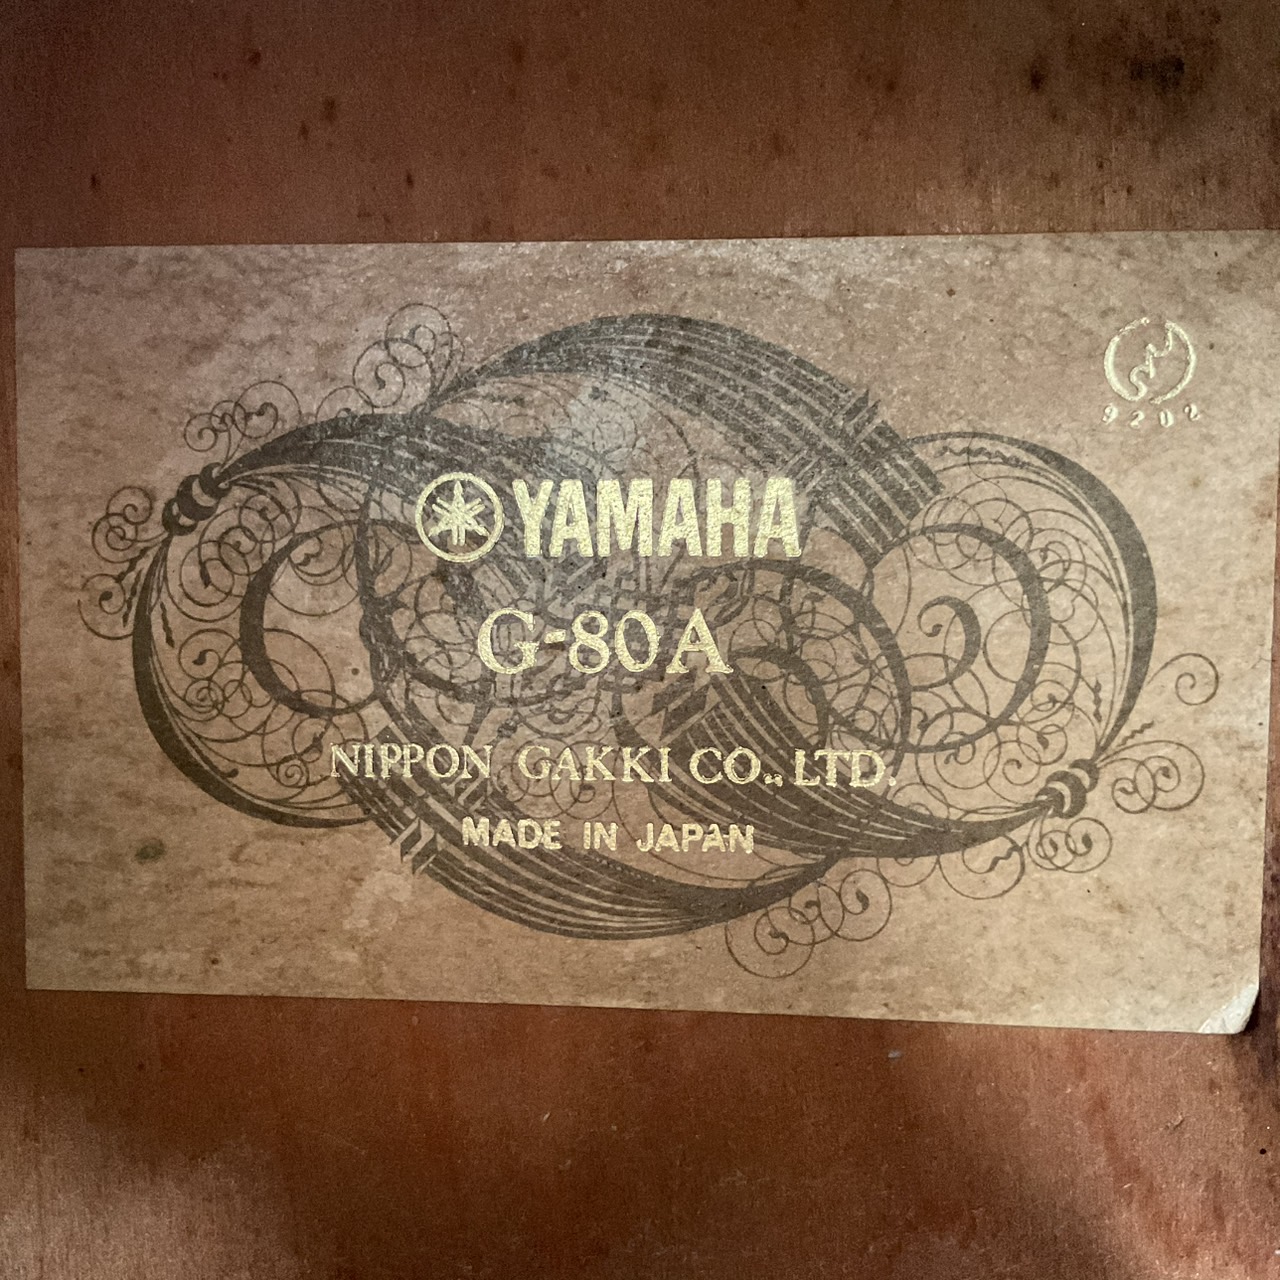 9202
YAMAHA
G-80A
NIPPON GAKKI CO., LTD.
MADE IN JAPAN